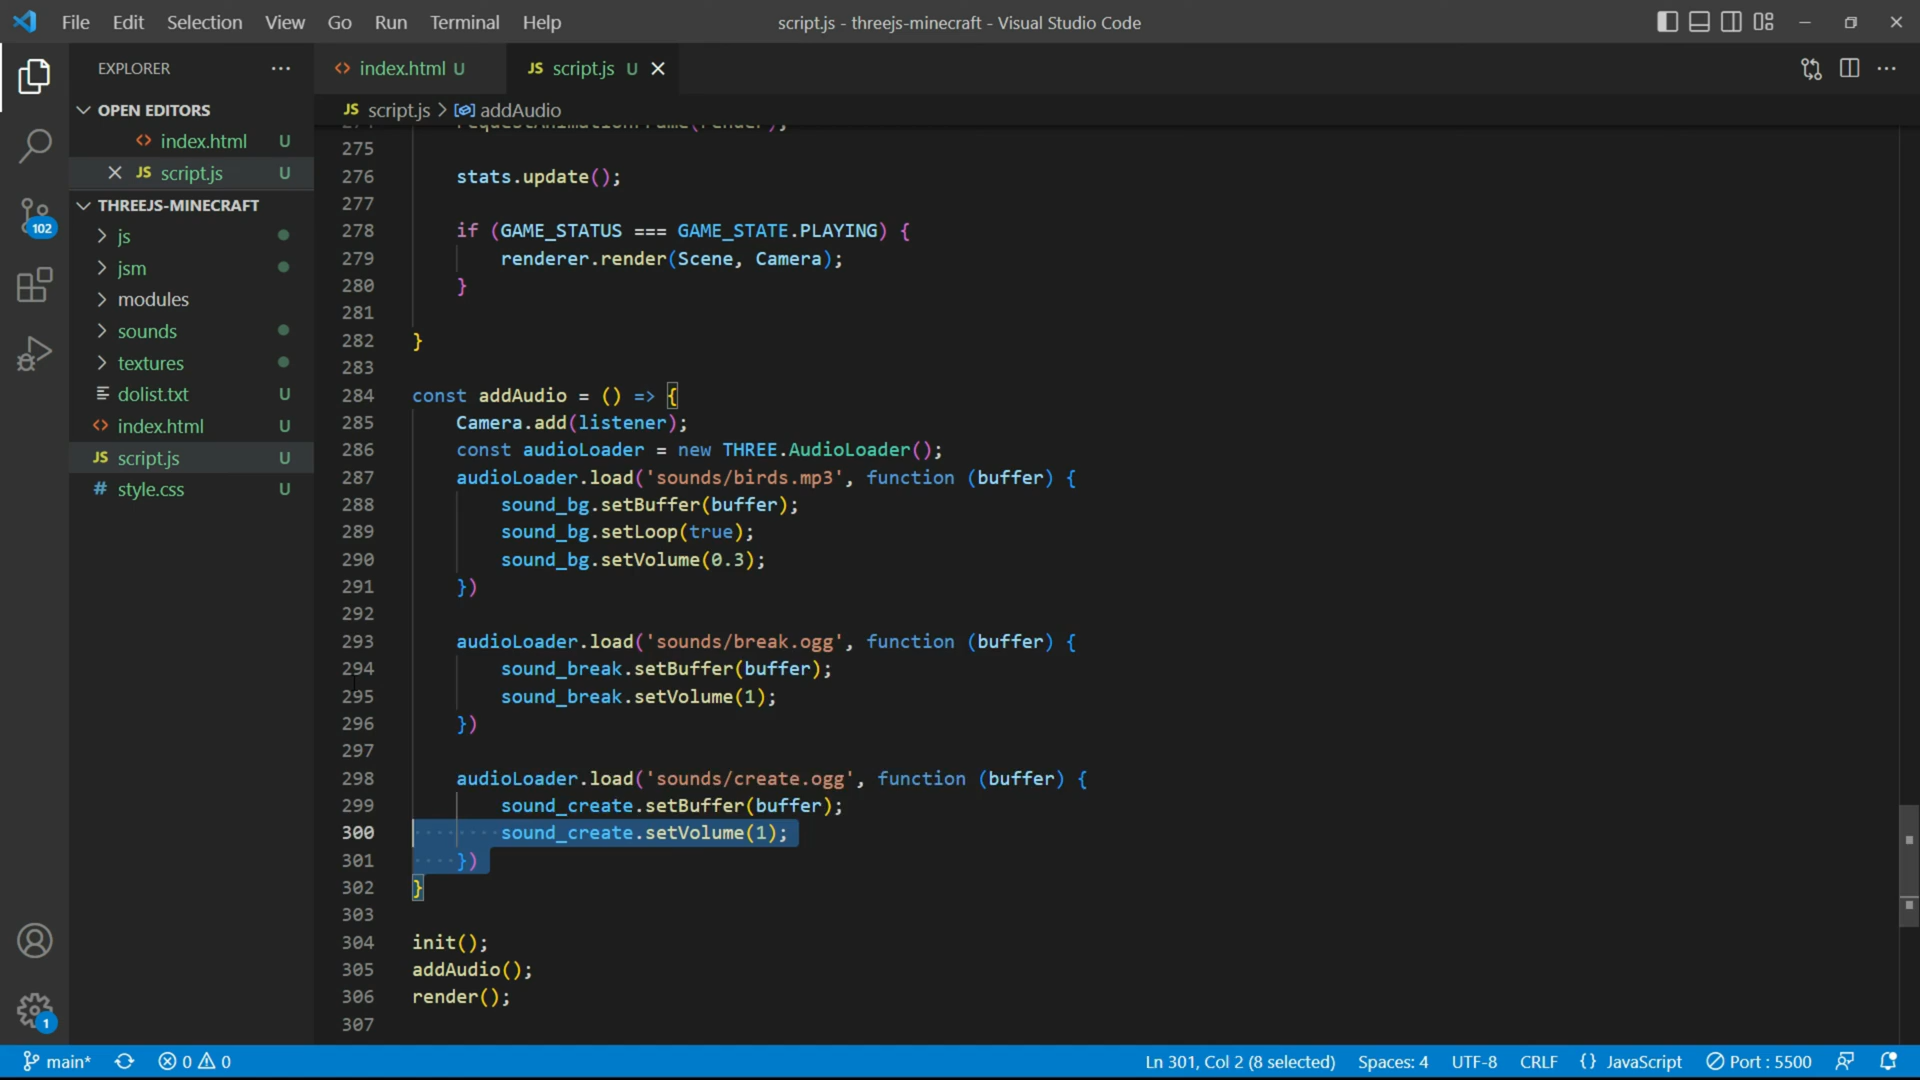 File Edit Selection View Go Run Terminal Help
script.js - threejs-minecraft - Visual Studio Code
EXPLORER
index.html U
JS script.js U
OPEN EDITORS
index.html U
JS script.js U
THREEJS-MINECRAFT
js
jsm
modules
sounds
textures
dolist.txt U
index.html U
JS script.js U
# style.css U
102
1
JS script.js > addAudio
274 requestAnimationFrame(render);
275
276 stats.update();
277
278 if (GAME_STATUS === GAME_STATE.PLAYING) {
279 renderer.render(Scene, Camera);
280 }
281
282 }
283
284 const addAudio = () => {
285 Camera.add(listener);
286 const audioLoader = new THREE.AudioLoader();
287 audioLoader.load('sounds/birds.mp3', function (buffer) {
288 sound_bg.setBuffer(buffer);
289 sound_bg.setLoop(true);
290 sound_bg.setVolume(0.3);
291 })
292
293 audioLoader.load('sounds/break.ogg', function (buffer) {
294 sound_break.setBuffer(buffer);
295 sound_break.setVolume(1);
296 })
297
298 audioLoader.load('sounds/create.ogg', function (buffer) {
299 sound_create.setBuffer(buffer);
300 sound_create.setVolume(1);
301 })
302 }
303
304 init();
305 addAudio();
306 render();
307
main* 0 0 Ln 301, Col 2 (8 selected) Spaces: 4 UTF-8 CRLF {} JavaScript Port : 5500